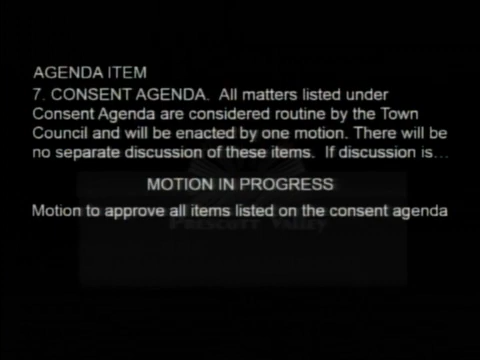 AGENDA ITEM
7. CONSENT AGENDA.  All matters listed under
Consent Agenda are considered routine by the Town
Council and will be enacted by one motion. There will be
no separate discussion of these items.  If discussion is...
MOTION IN PROGRESS
Motion to approve all items listed on the consent agenda
PRESCOTT VALLEY